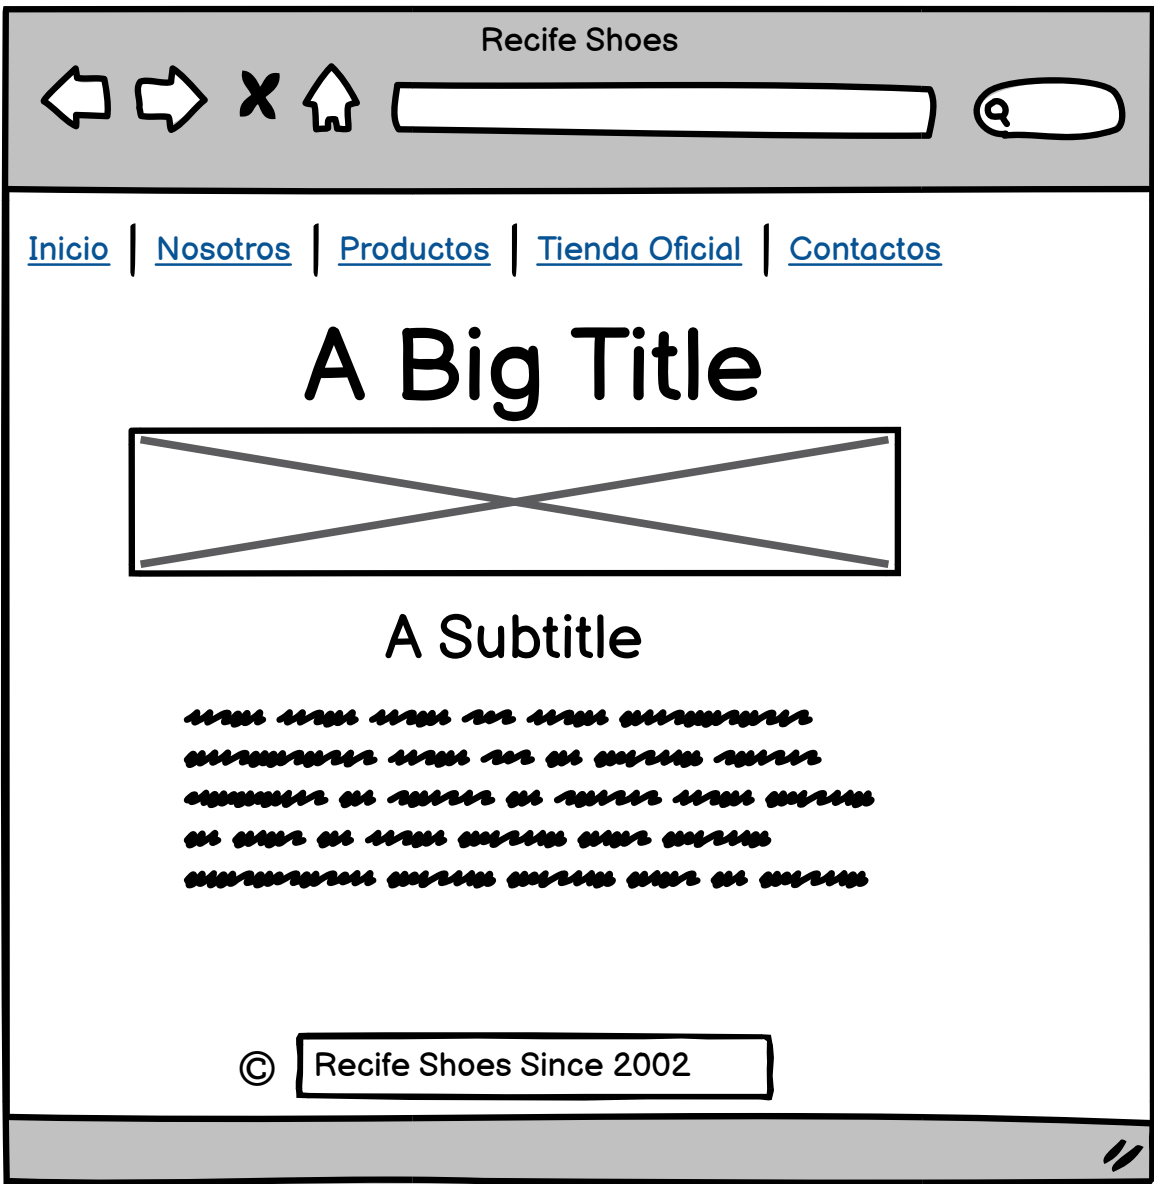 Recife Shoes
Inicio | Nosotros | Productos | Tienda Oficial | Contactos
A Big Title
A Subtitle
© Recife Shoes Since 2002